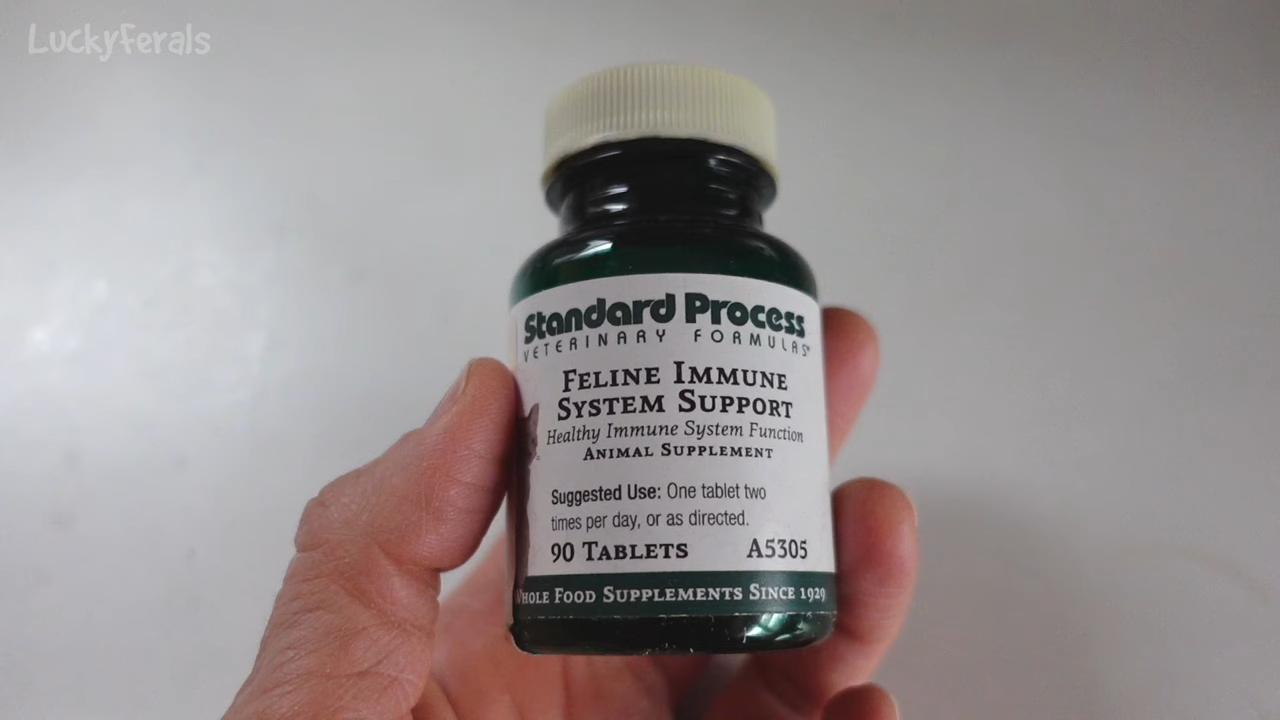 Luckyferals
Standard Process
VETERINARY FORMULAS
FELINE IMMUNE
SYSTEM SUPPORT
Healthy Immune System Function
ANIMAL SUPPLEMENT
Suggested Use: One tablet two
times per day, or as directed.
90 TABLETS A5305
WHOLE FOOD SUPPLEMENTS SINCE 1929